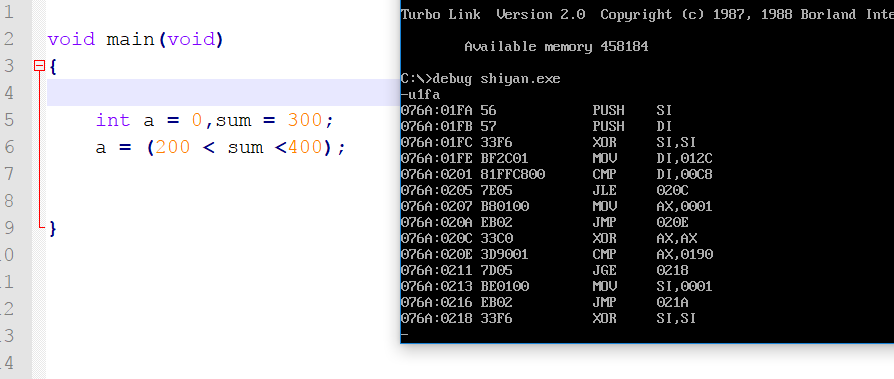 1
2 void main(void)
3 {
4
5 int a = 0,sum = 300;
6 a = (200 < sum <400);
7
8
9 }
0
1
2
3
4
Turbo Link Version 2.0 Copyright (c) 1987, 1988 Borland Inte
Available memory 458184
C:\>debug shiyan.exe
-u1fa
076A:01FA 56 PUSH SI
076A:01FB 57 PUSH DI
076A:01FC 33F6 XOR SI,SI
076A:01FE BF2C01 MOV DI,012C
076A:0201 81FFC800 CMP DI,00C8
076A:0205 7E05 JLE 020C
076A:0207 B80100 MOV AX,0001
076A:020A EB02 JMP 020E
076A:020C 33C0 XOR AX,AX
076A:020E 3D9001 CMP AX,0190
076A:0211 7D05 JGE 0218
076A:0213 BE0100 MOV SI,0001
076A:0216 EB02 JMP 021A
076A:0218 33F6 XOR SI,SI
-